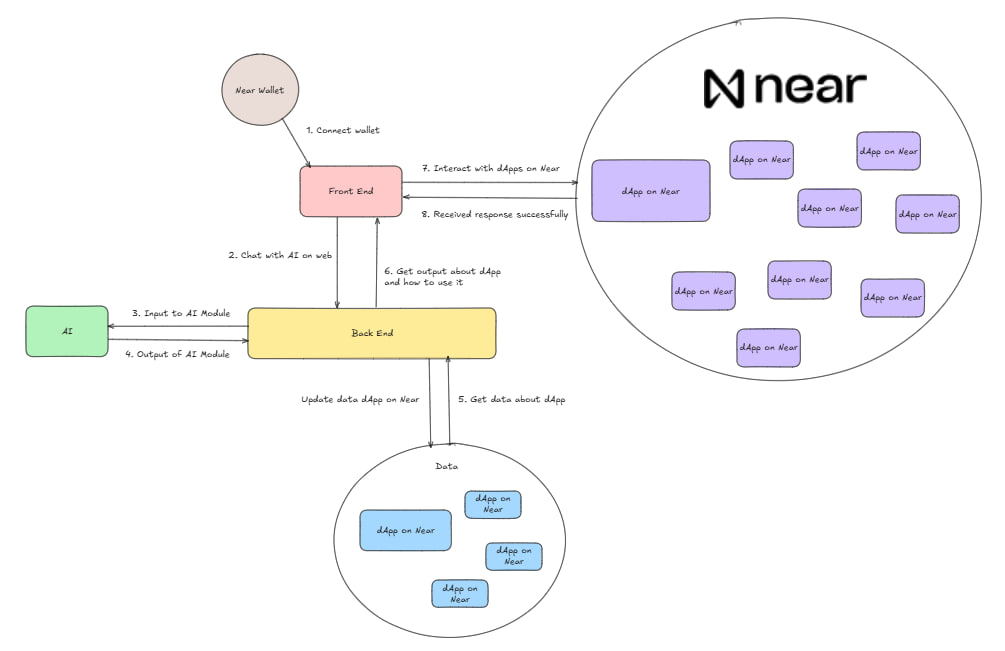 near
Near Wallet
1. Connect wallet
Front End
7. Interact with dApps on Near
8. Received response successfully
dApp on Near
dApp on Near
dApp on Near
dApp on Near
dApp on Near
dApp on Near
dApp on Near
dApp on Near
dApp on Near
2. Chat with AI on web
6. Get output about dApp
and how to use it
AI
3. Input to AI Module
4. Output of AI Module
Back End
Update data dApp on Near
5. Get data about dApp
Data
dApp on Near
dApp on
Near
dApp on
Near
dApp on
Near